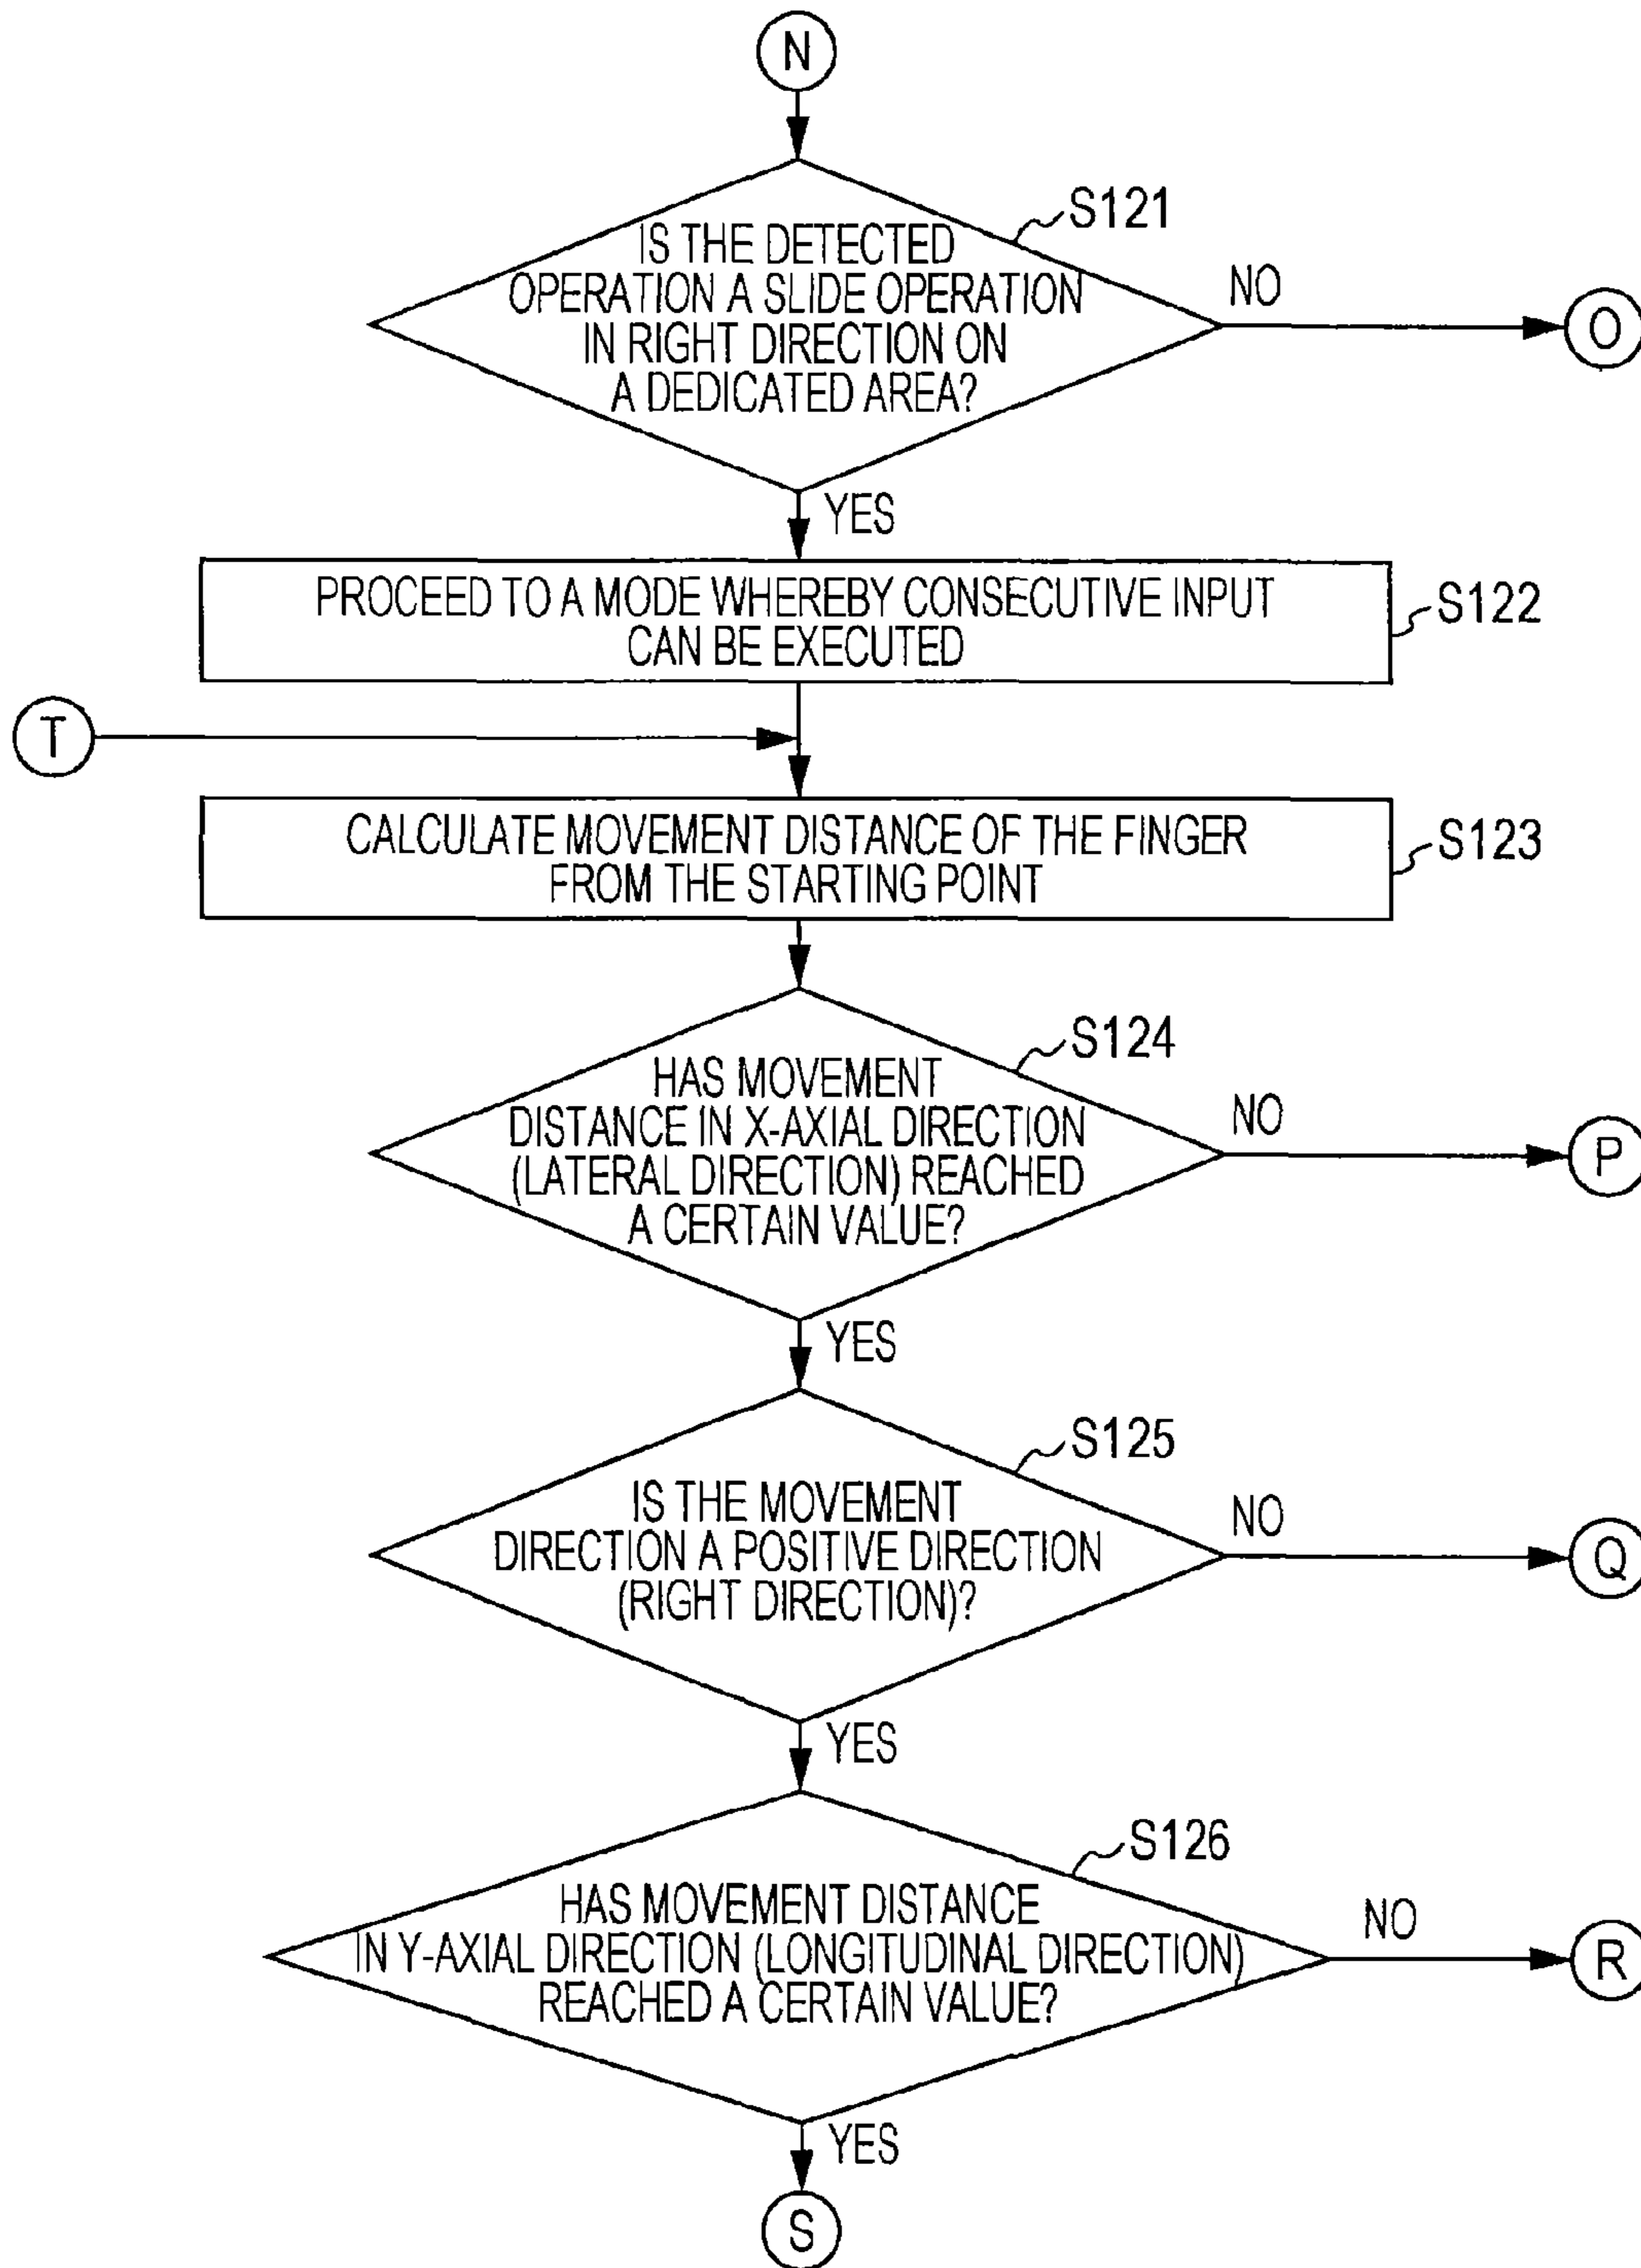 N
S121
IS THE DETECTED
OPERATION A SLIDE OPERATION
IN RIGHT DIRECTION ON
A DEDICATED AREA?
NO
O
YES
PROCEED TO A MODE WHEREBY CONSECUTIVE INPUT
CAN BE EXECUTED
S122
T
CALCULATE MOVEMENT DISTANCE OF THE FINGER
FROM THE STARTING POINT
S123
S124
HAS MOVEMENT
DISTANCE IN X-AXIAL DIRECTION
(LATERAL DIRECTION) REACHED
A CERTAIN VALUE?
NO
P
YES
S125
IS THE MOVEMENT
DIRECTION A POSITIVE DIRECTION
(RIGHT DIRECTION)?
NO
Q
YES
S126
HAS MOVEMENT DISTANCE
IN Y-AXIAL DIRECTION (LONGITUDINAL DIRECTION)
REACHED A CERTAIN VALUE?
NO
R
YES
S